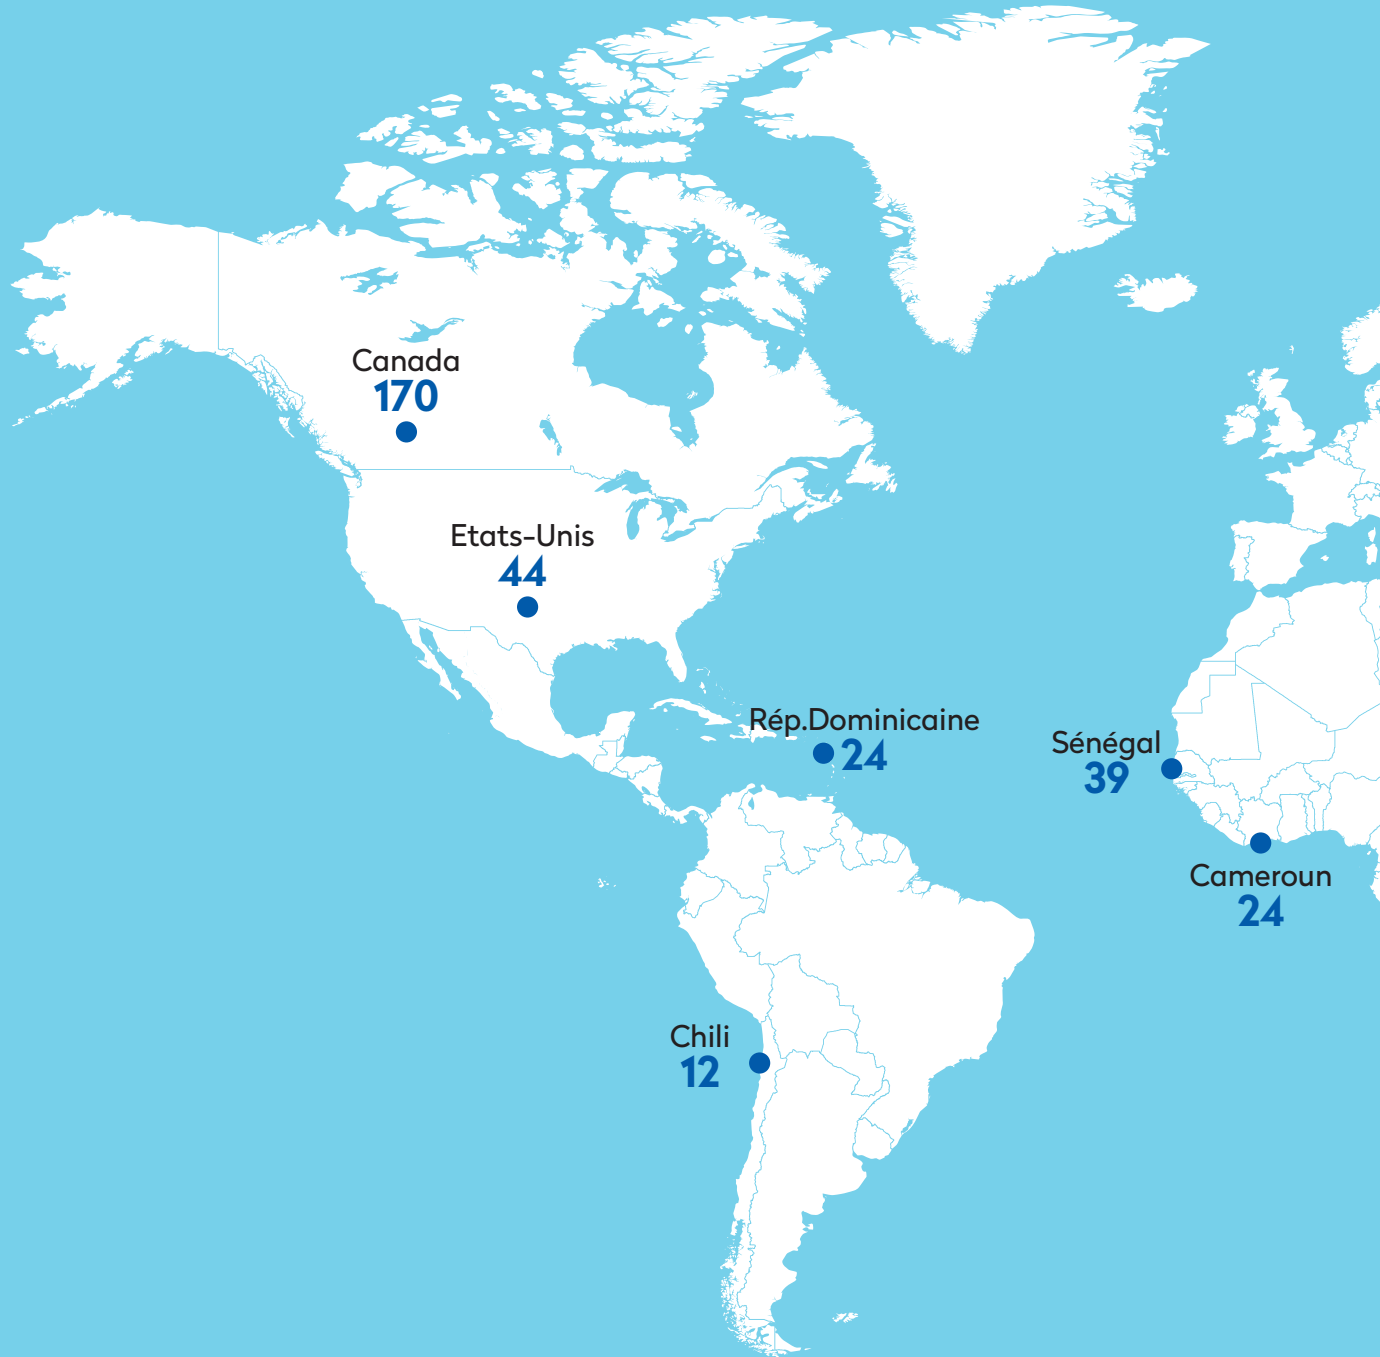 Canada
170
Etats-Unis
44
Rép.Dominicaine
24
Sénégal
39
Cameroun
24
Chili
12